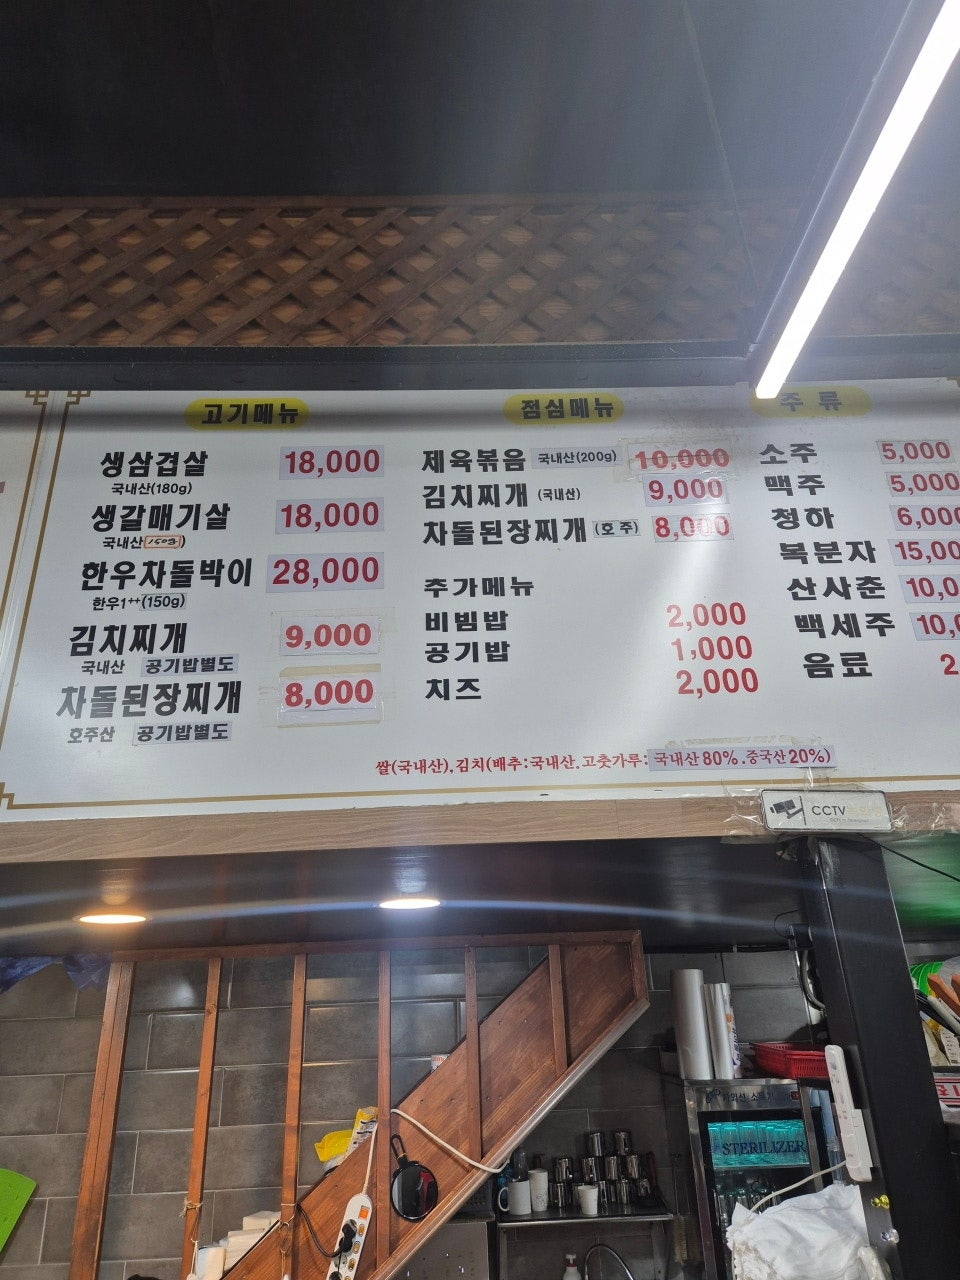 고기메뉴
생삼겹살 18,000
국내산(180g)
생갈매기살 18,000
국내산(150g)
한우차돌박이 28,000
한우1++(150g)
김치찌개 9,000
국내산 공기밥별도
차돌된장찌개 8,000
호주산 공기밥별도
점심메뉴
제육볶음 국내산(200g) 10,000
김치찌개 (국내산) 9,000
차돌된장찌개 (호주) 8,000
추가메뉴
비빔밥 2,000
공기밥 1,000
치즈 2,000
주류
소주 5,000
맥주 5,000
청하 6,000
복분자 15,00
산사춘 10,0
백세주 10,0
음료 2
쌀(국내산), 김치(배추:국내산, 고춧가루: 국내산 80%.중국산 20%)
CCTV
STERILIZER